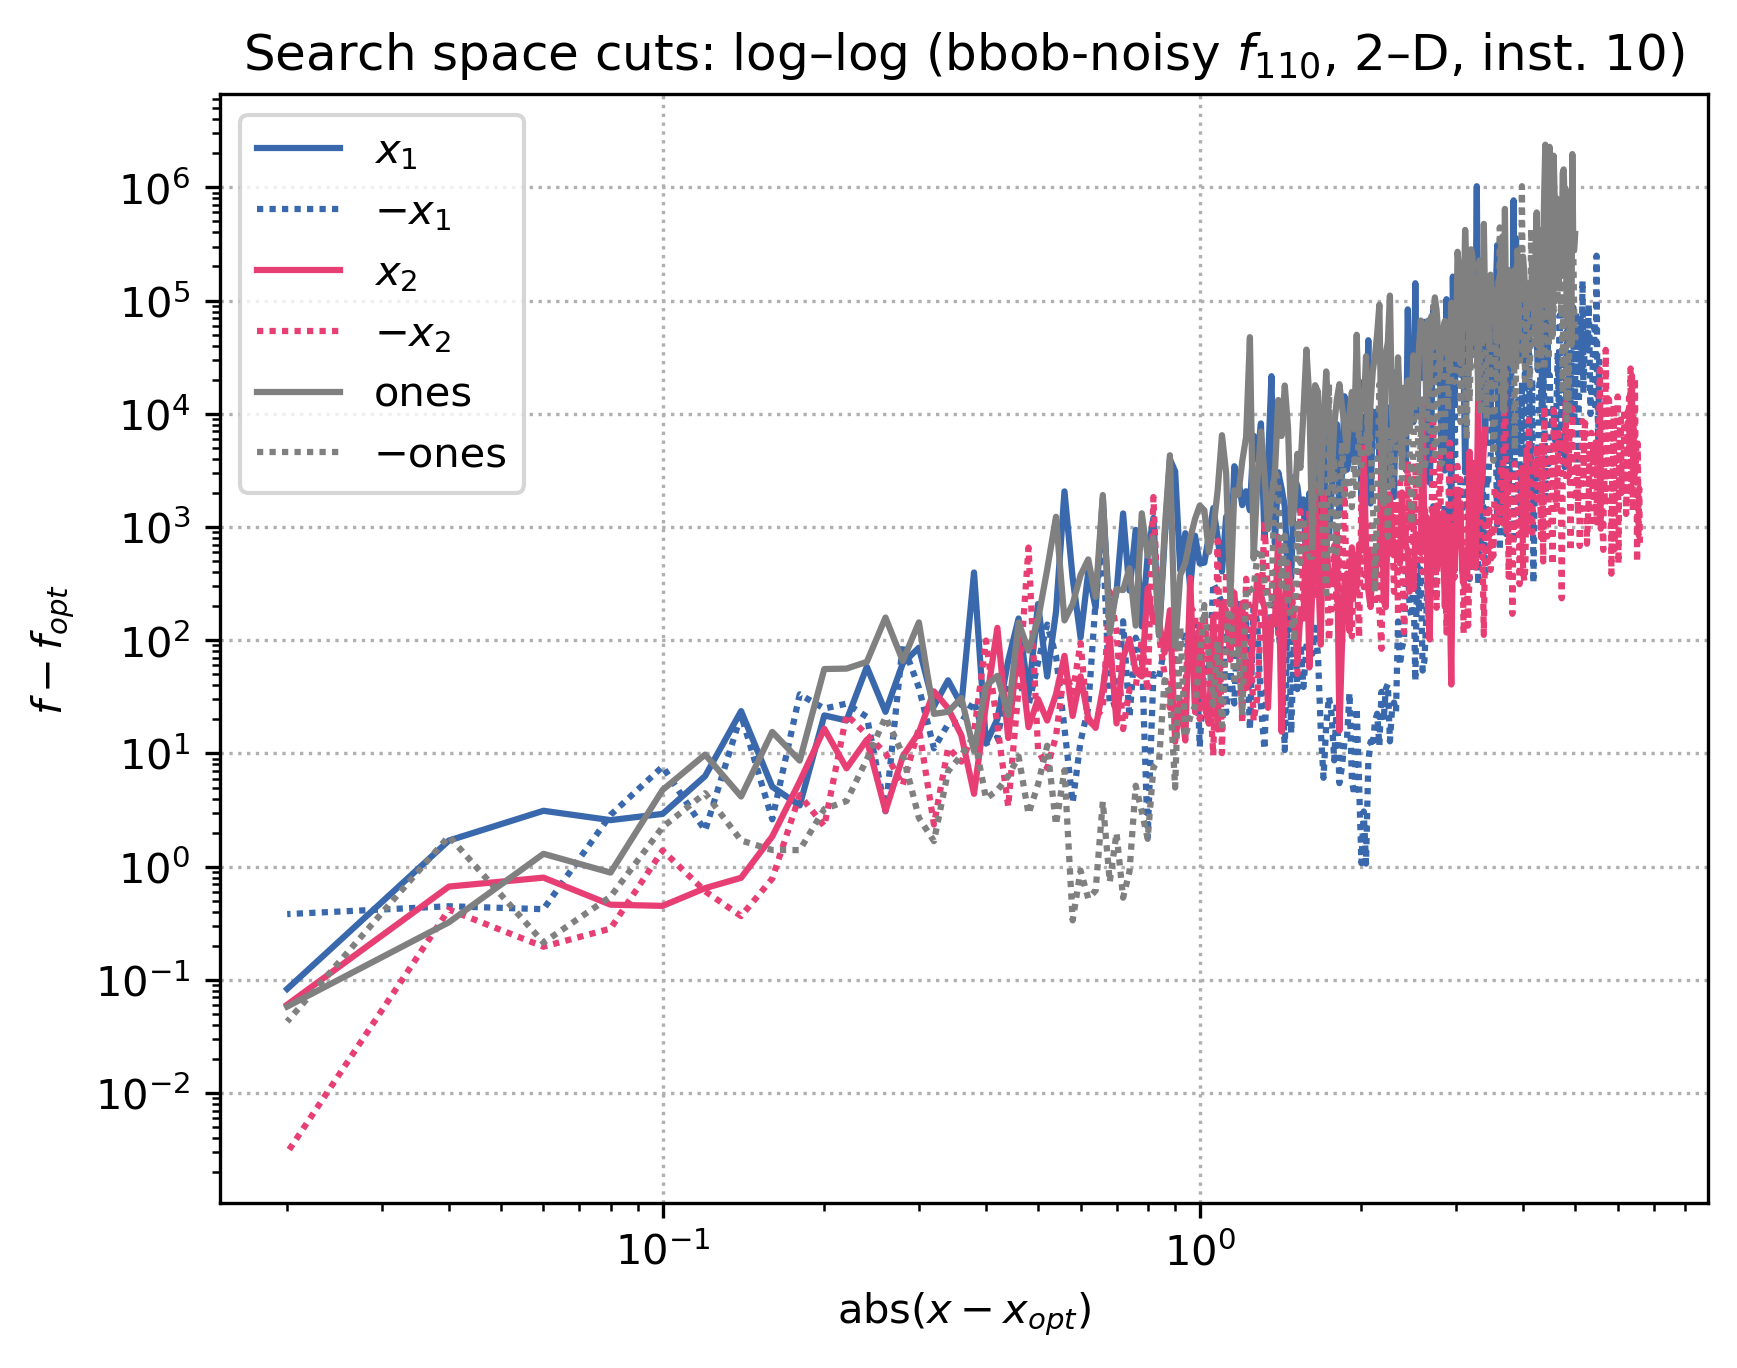 Search space cuts: log–log (bbob-noisy $f_{110}$, 2–D, inst. 10)
$x_1$
$-x_1$
$x_2$
$-x_2$
ones
−ones
$10^6$
$10^5$
$10^4$
$10^3$
$10^2$
$10^1$
$10^0$
$10^{-1}$
$10^{-2}$
$f - f_{opt}$
$10^{-1}$
$10^0$
abs($x - x_{opt}$)